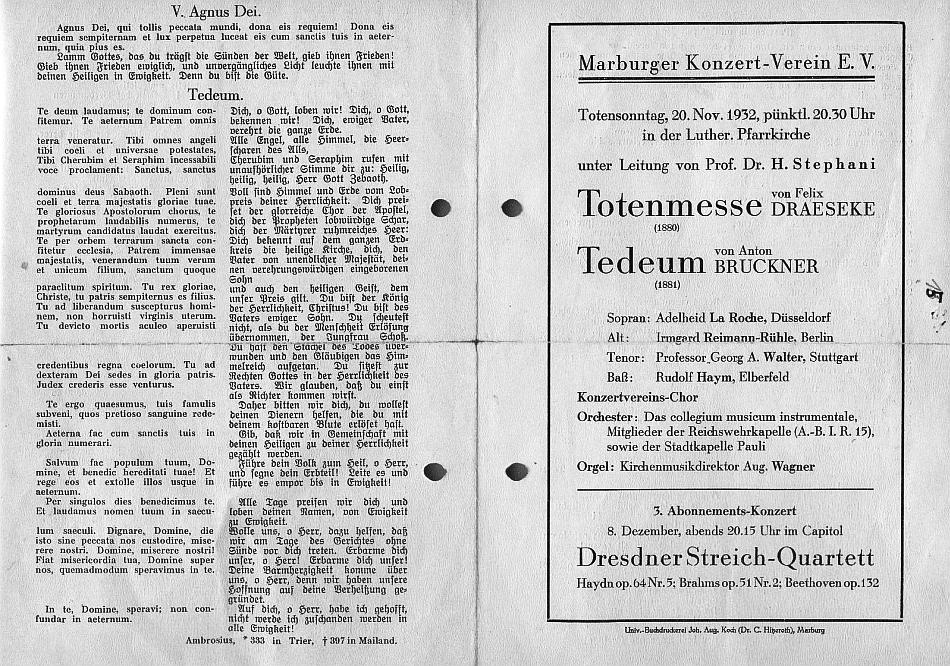 V. Agnus Dei.
Agnus Dei, qui tollis peccata mundi, dona eis requiem! Dona eis
requiem sempiternam et lux perpetua luceat eis cum sanctis tuis in aeter-
num, quia pius es.
Lamm Gottes, das du trägst die Sünden der Welt, gieb ihnen Frieden!
Gieb ihnen Frieden ewiglich, und unvergängliches Licht leuchte ihnen mit
deinen Heiligen in Ewigkeit. Denn du bist die Güte.
Tedeum.
Te deum laudamus; te dominum con-
fitemur. Te aeternum Patrem omnis
terra veneratur. Tibi omnes angeli
tibi coeli et universae potestates,
Tibi Cherubim et Seraphim incessabili
voce proclament: Sanctus, sanctus
dominus deus Sabaoth. Pleni sunt
coeli et terra majestatis gloriae tuae.
Te gloriosus Apostolorum chorus, te
prophetarum laudabilis numerus, te
martyrum candidatus laudat exercitus.
Te per orbem terrarum sancta con-
fitetur ecclesia, Patrem immensae
majestatis, venerandum tuum verum
et unicum filium, sanctum quoque
paraclitum spiritum. Tu rex gloriae,
Christe, tu patris sempiternus es filius.
Tu ad liberandum suscepturus homi-
nem, non horruisti virginis uterum.
Tu devicto mortis aculeo aperuisti
credentibus regna coelorum. Tu ad
dexteram Dei sedes in gloria patris.
Judex crederis esse venturus.
Te ergo quaesumus, tuis famulis
subveni, quos pretioso sanguine rede-
misti.
Aeterna fac cum sanctis tuis in
gloria numerari.
Salvum fac populum tuum, Do-
mine, et benedic hereditati tuae! Et
rege eos et extolle illos usque in
aeternum.
Per singulos dies benedicimus te.
Et laudamus nomen tuum in saecu-
lum saeculi. Dignare, Domine, die
isto sine peccata nos custodire, mise-
rere nostri. Domine, miserere nostri!
Fiat misericordia tua, Domine super
nos, quemadmodum speravimus in te.
In te, Domine, speravi; non con-
fundar in aeternum.
Dich, o Gott, loben wir! Dich, o Gott,
bekennen wir! Dich, ewiger Vater,
verehrt die ganze Erde.
Alle Engel, alle Himmel, die Heer-
scharen des Alls,
Cherubim und Seraphim rufen mit
unaufhörlicher Stimme dir zu: Heilig,
heilig, heilig, Herr Gott Zebaoth.
Voll sind Himmel und Erde vom Lob-
preis deiner Herrlichkeit. Dich prei-
set der glorreiche Chor der Apostel,
dich der Propheten lobwürdige Schar,
dich der Märtyrer ruhmreiches Heer:
Dich bekennt auf dem ganzen Erd-
kreis die heilige Kirche, dich, den
Vater von unendlicher Majestät, dei-
nen verehrungswürdigen eingeborenen
Sohn
und auch den heiligen Geist, dem
unser Preis gilt. Du bist der König
der Herrlichkeit, Christus! Du bist des
Vaters ewiger Sohn. Du scheutest
nicht, als du der Menschheit Erlösung
übernommen, der Jungfrau Schoß.
Du hast den Stachel des Todes über-
wunden und den Gläubigen das Him-
melreich aufgetan. Du sitzest zur
Rechten Gottes in der Herrlichkeit des
Vaters. Wir glauben, daß du einst
als Richter kommen wirst.
Daher bitten wir dich, du wollest
deinen Dienern helfen, die du mit
deinem kostbaren Blute erlöset hast.
Gib, daß wir in Gemeinschaft mit
deinen Heiligen zu deiner Herrlichkeit
gezählt werden.
Führe dein Volk zum Heil, o Herr,
und segne dein Erbteil! Leite es und
führe es empor bis in Ewigkeit!
Alle Tage preisen wir dich und
loben deinen Namen, von Ewigkeit
zu Ewigkeit.
Wolle uns, o Herr, dazu helfen, daß
wir am Tage des Gerichtes ohne
Sünde vor dich treten. Erbarme dich
unser, o Herr! Erbarme dich unser!
Deine Barmherzigkeit komme über
uns, o Herr, denn wir haben unsere
Hoffnung auf deine Verheißung ge-
gründet.
Auf dich, o Herr, habe ich gehofft,
nicht werde ich zuschanden werden in
alle Ewigkeit!
Ambrosius, * 333 in Trier, † 397 in Mailand.
Marburger Konzert-Verein E. V.
Totensonntag, 20. Nov. 1932, pünktl. 20.30 Uhr
in der Luther. Pfarrkirche
unter Leitung von Prof. Dr. H. Stephani
Totenmesse von Felix DRAESEKE
(1880)
Tedeum von Anton BRUCKNER
(1881)
Sopran: Adelheid La Roche, Düsseldorf
Alt: Irmgard Reimann-Rühle, Berlin
Tenor: Professor Georg A. Walter, Stuttgart
Baß: Rudolf Haym, Elberfeld
Konzertvereins-Chor
Orchester: Das collegium musicum instrumentale,
Mitglieder der Reichswehrkapelle (A.-B. I. R. 15),
sowie der Stadtkapelle Pauli
Orgel: Kirchenmusikdirektor Aug. Wagner
3. Abonnements-Konzert
8. Dezember, abends 20.15 Uhr im Capitol
Dresdner Streich-Quartett
Haydn op. 64 Nr. 5; Brahms op. 51 Nr. 2; Beethoven op. 132
Univ.-Buchdruckerei Joh. Aug. Koch (Dr. C. Hitzeroth), Marburg